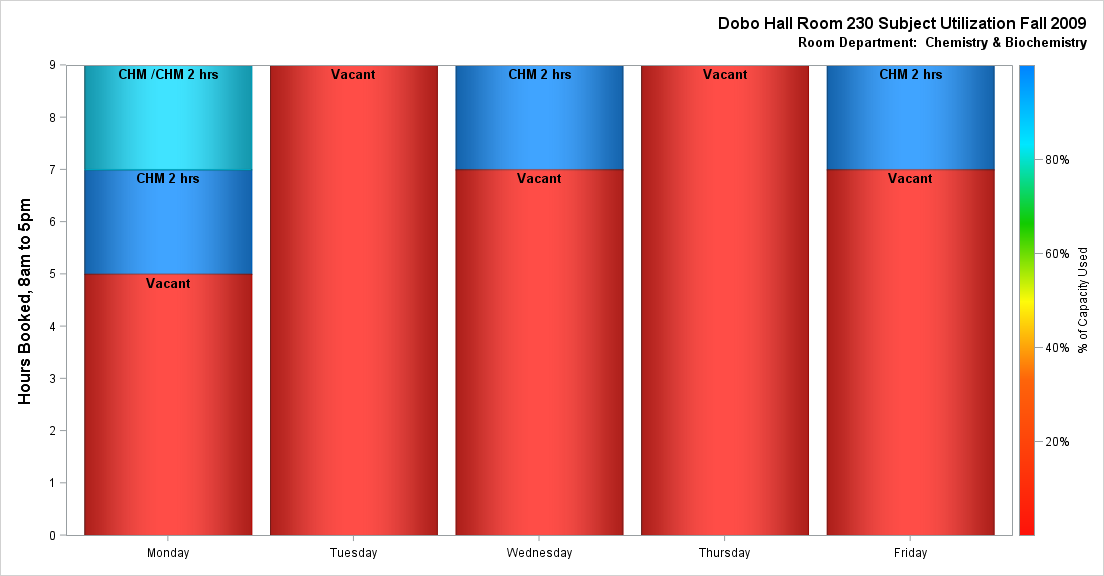 Dobo Hall Room 230 Subject Utilization Fall 2009
Room Department:  Chemistry & Biochemistry
Hours Booked, 8am to 5pm
9
8
7
6
5
4
3
2
1
0
CHM /CHM 2 hrs
CHM 2 hrs
Vacant
Vacant
CHM 2 hrs
Vacant
Vacant
CHM 2 hrs
Vacant
Monday
Tuesday
Wednesday
Thursday
Friday
80%
60%
40%
20%
% of Capacity Used